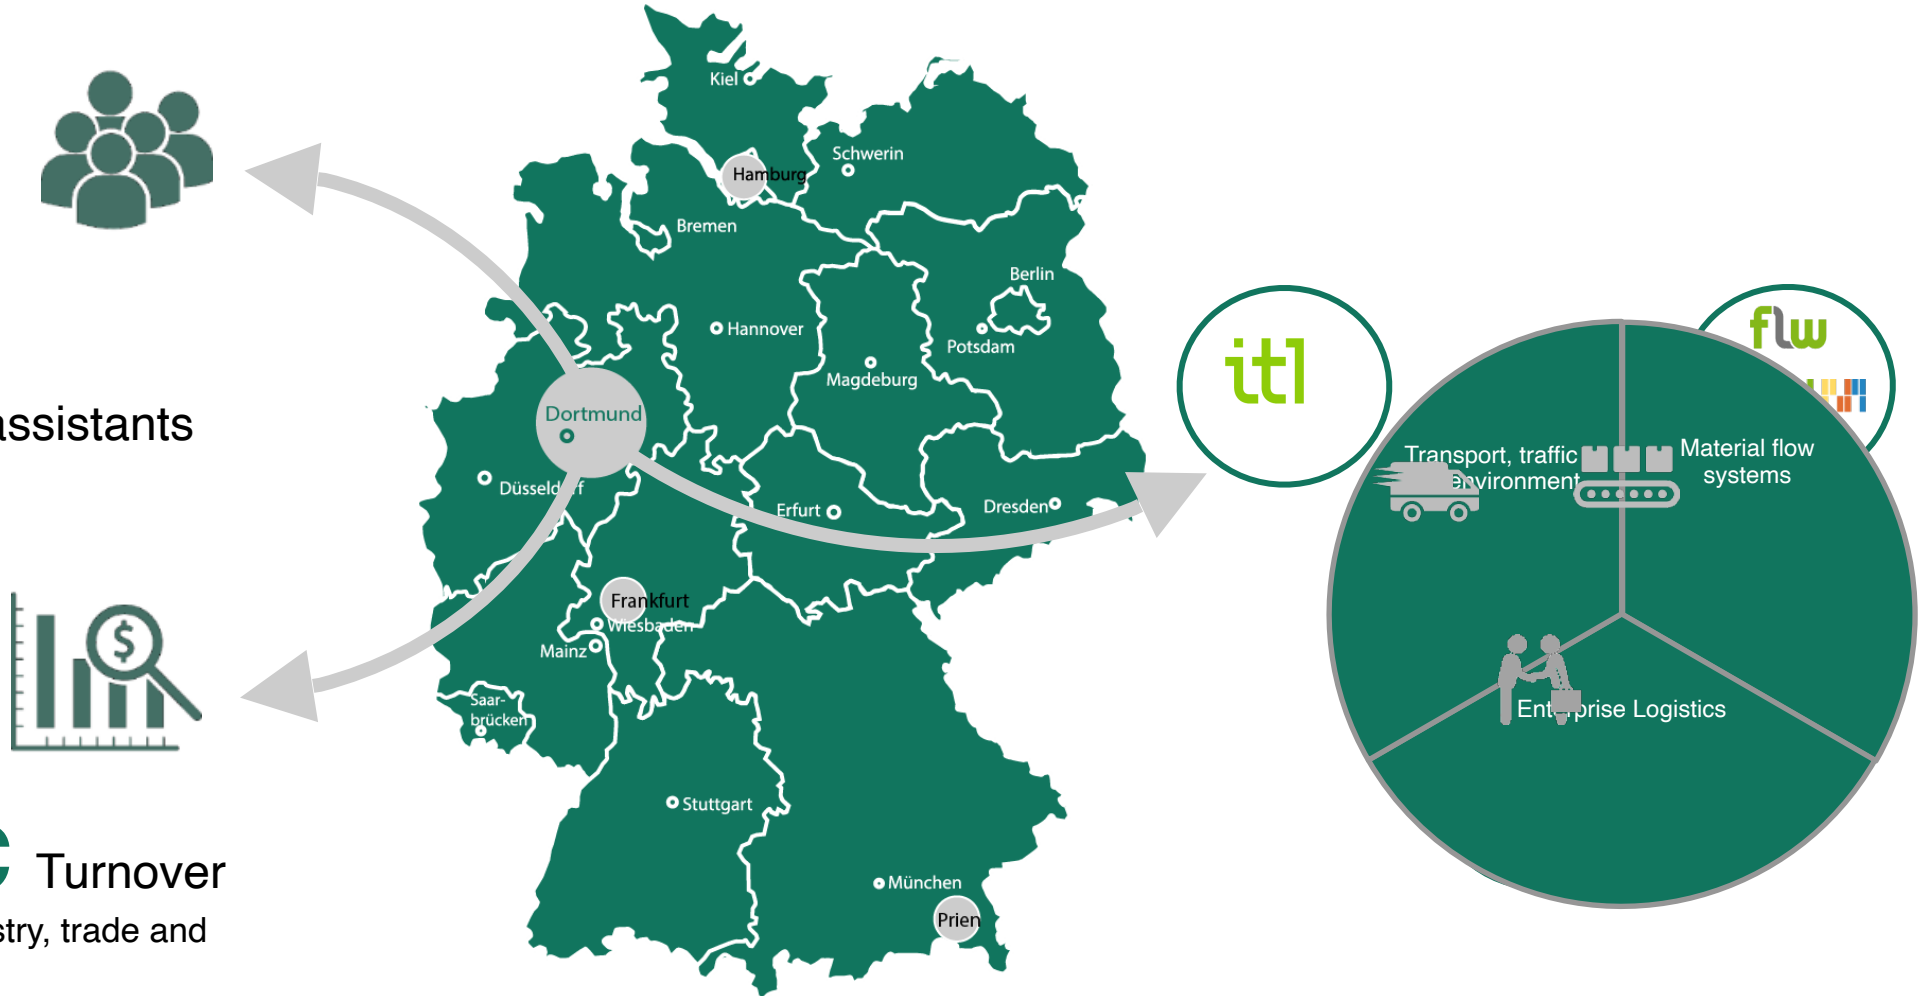 assistants
Turnover
stry, trade and
Kiel
Hamburg
Schwerin
Bremen
Berlin
Hannover
Potsdam
Magdeburg
Dortmund
Düsseldorf
Erfurt
Dresden
Frankfurt
Wiesbaden
Mainz
Saar-
brücken
Stuttgart
München
Prien
itl
flw
Transport, traffic
environment
Material flow
systems
Enterprise Logistics
$